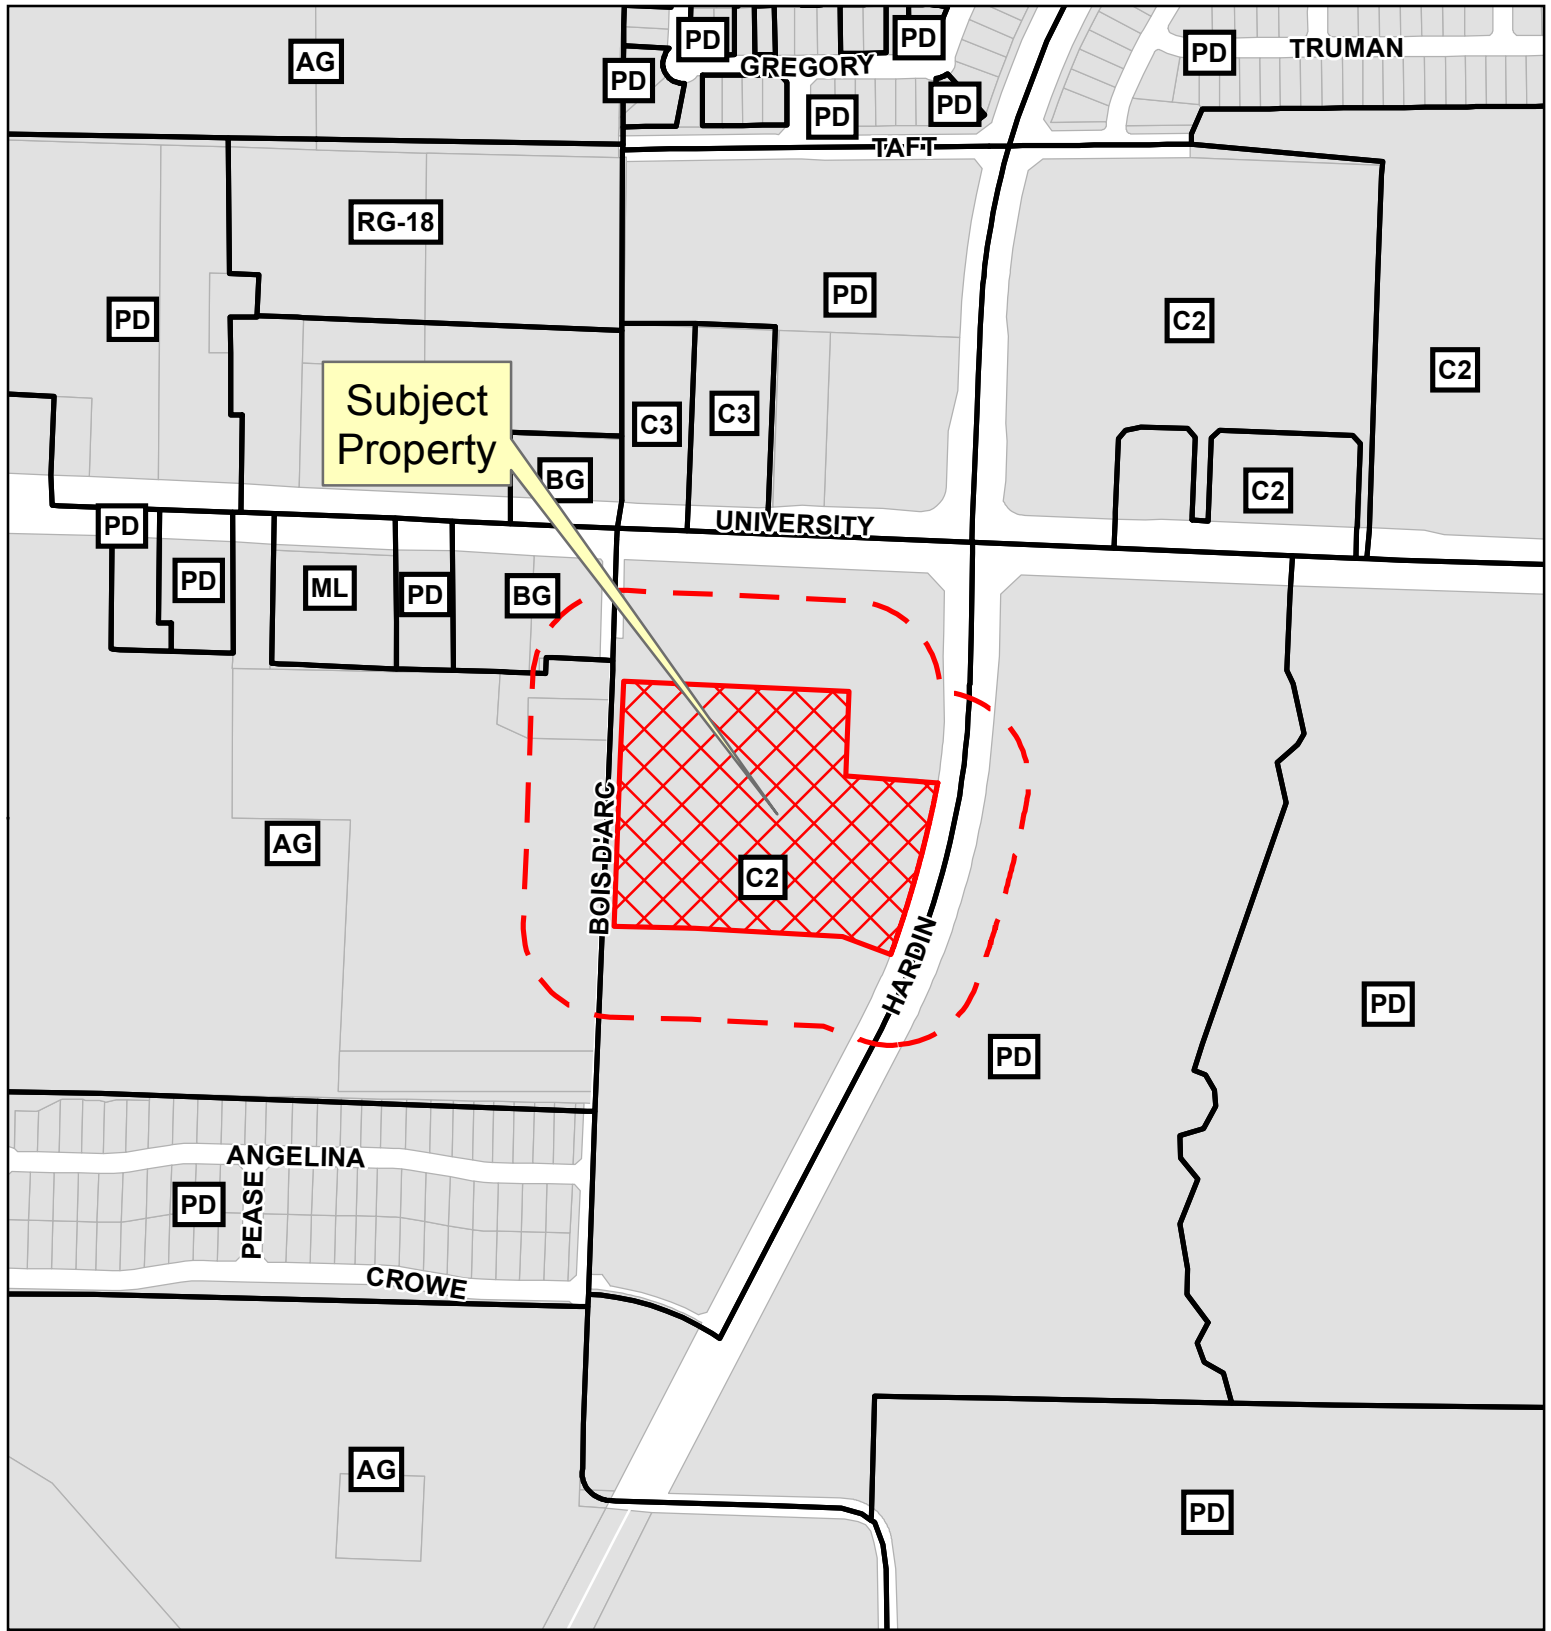 PD
PD
TRUMAN
PD
AG
GREGORY
PD
PD
PD
TAFT
RG-18
PD
PD
C2
C2
Subject
Property
C3
C3
BG
C2
UNIVERSITY
PD
PD
ML
PD
BG
BOIS D'ARC
AG
C2
HARDIN
PD
PD
ANGELINA
PD
PEASE
CROWE
AG
PD